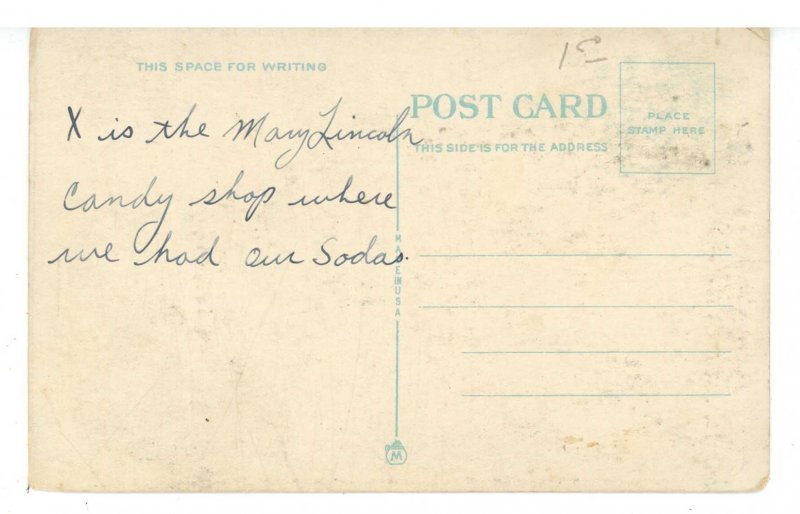 THIS SPACE FOR WRITING
X is the Mary Lincoln
Candy shop where
we had our Sodas.
POST CARD
THIS SIDE IS FOR THE ADDRESS
PLACE
STAMP HERE
MADE IN USA
M